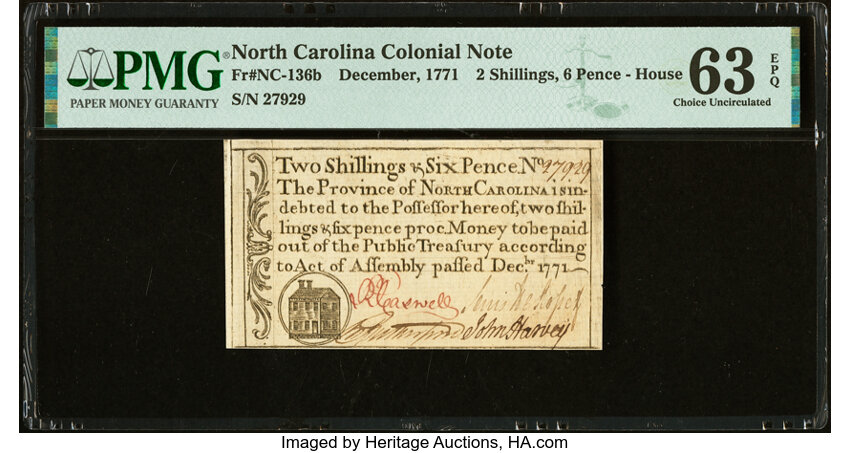 PMG
PAPER MONEY GUARANTY
North Carolina Colonial Note
Fr#NC-136b December, 1771 2 Shillings, 6 Pence - House
S/N 27929
63
EPQ
Choice Uncirculated
Two Shillings & Six Pence. No. 27929
The Province of NORTH CAROLINA is in-
debted to the Poſſeſſor hereof, two ſhil-
lings & ſix pence proc. Money to be paid
out of the Public Treaſury according
to Act of Aſſembly paſſed Dec.br 1771
RCaswell
John Harvey
Imaged by Heritage Auctions, HA.com